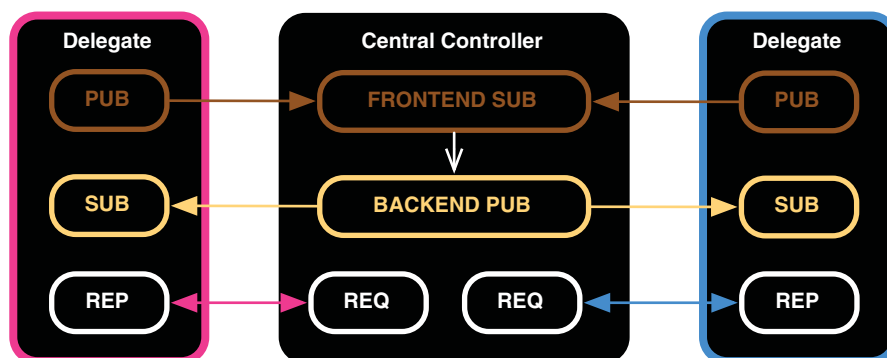 Delegate
Central Controller
Delegate
PUB
FRONTEND SUB
PUB
SUB
BACKEND PUB
SUB
REP
REQ
REQ
REP